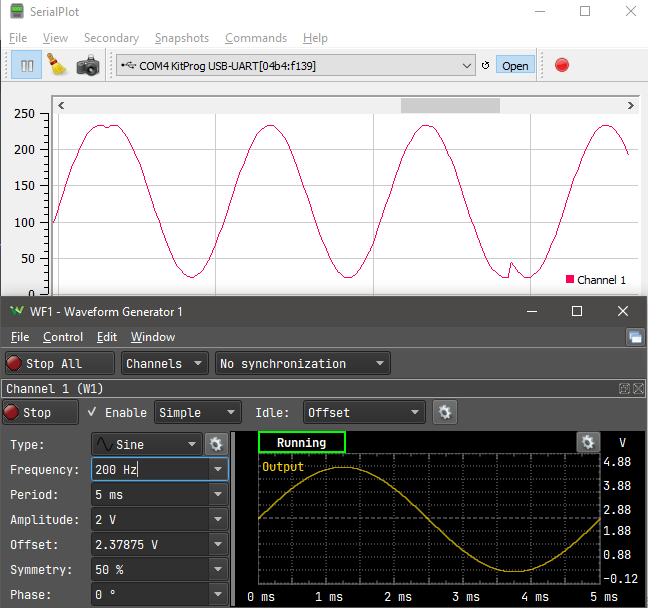 SerialPlot
File View Secondary Snapshots Commands Help
COM4 KitProg USB-UART[04b4:f139] Open
250
200
150
100
50
0
Channel 1
WF1 - Waveform Generator 1
File Control Edit Window
Stop All Channels No synchronization
Channel 1 (W1)
Stop Enable Simple Idle: Offset
Type: Sine
Frequency: 200 Hz
Period: 5 ms
Amplitude: 2 V
Offset: 2.37875 V
Symmetry: 50 %
Phase: 0 °
Running V
Output
4.88
3.88
2.88
1.88
0.88
-0.12
0 ms 1 ms 2 ms 3 ms 4 ms 5 ms